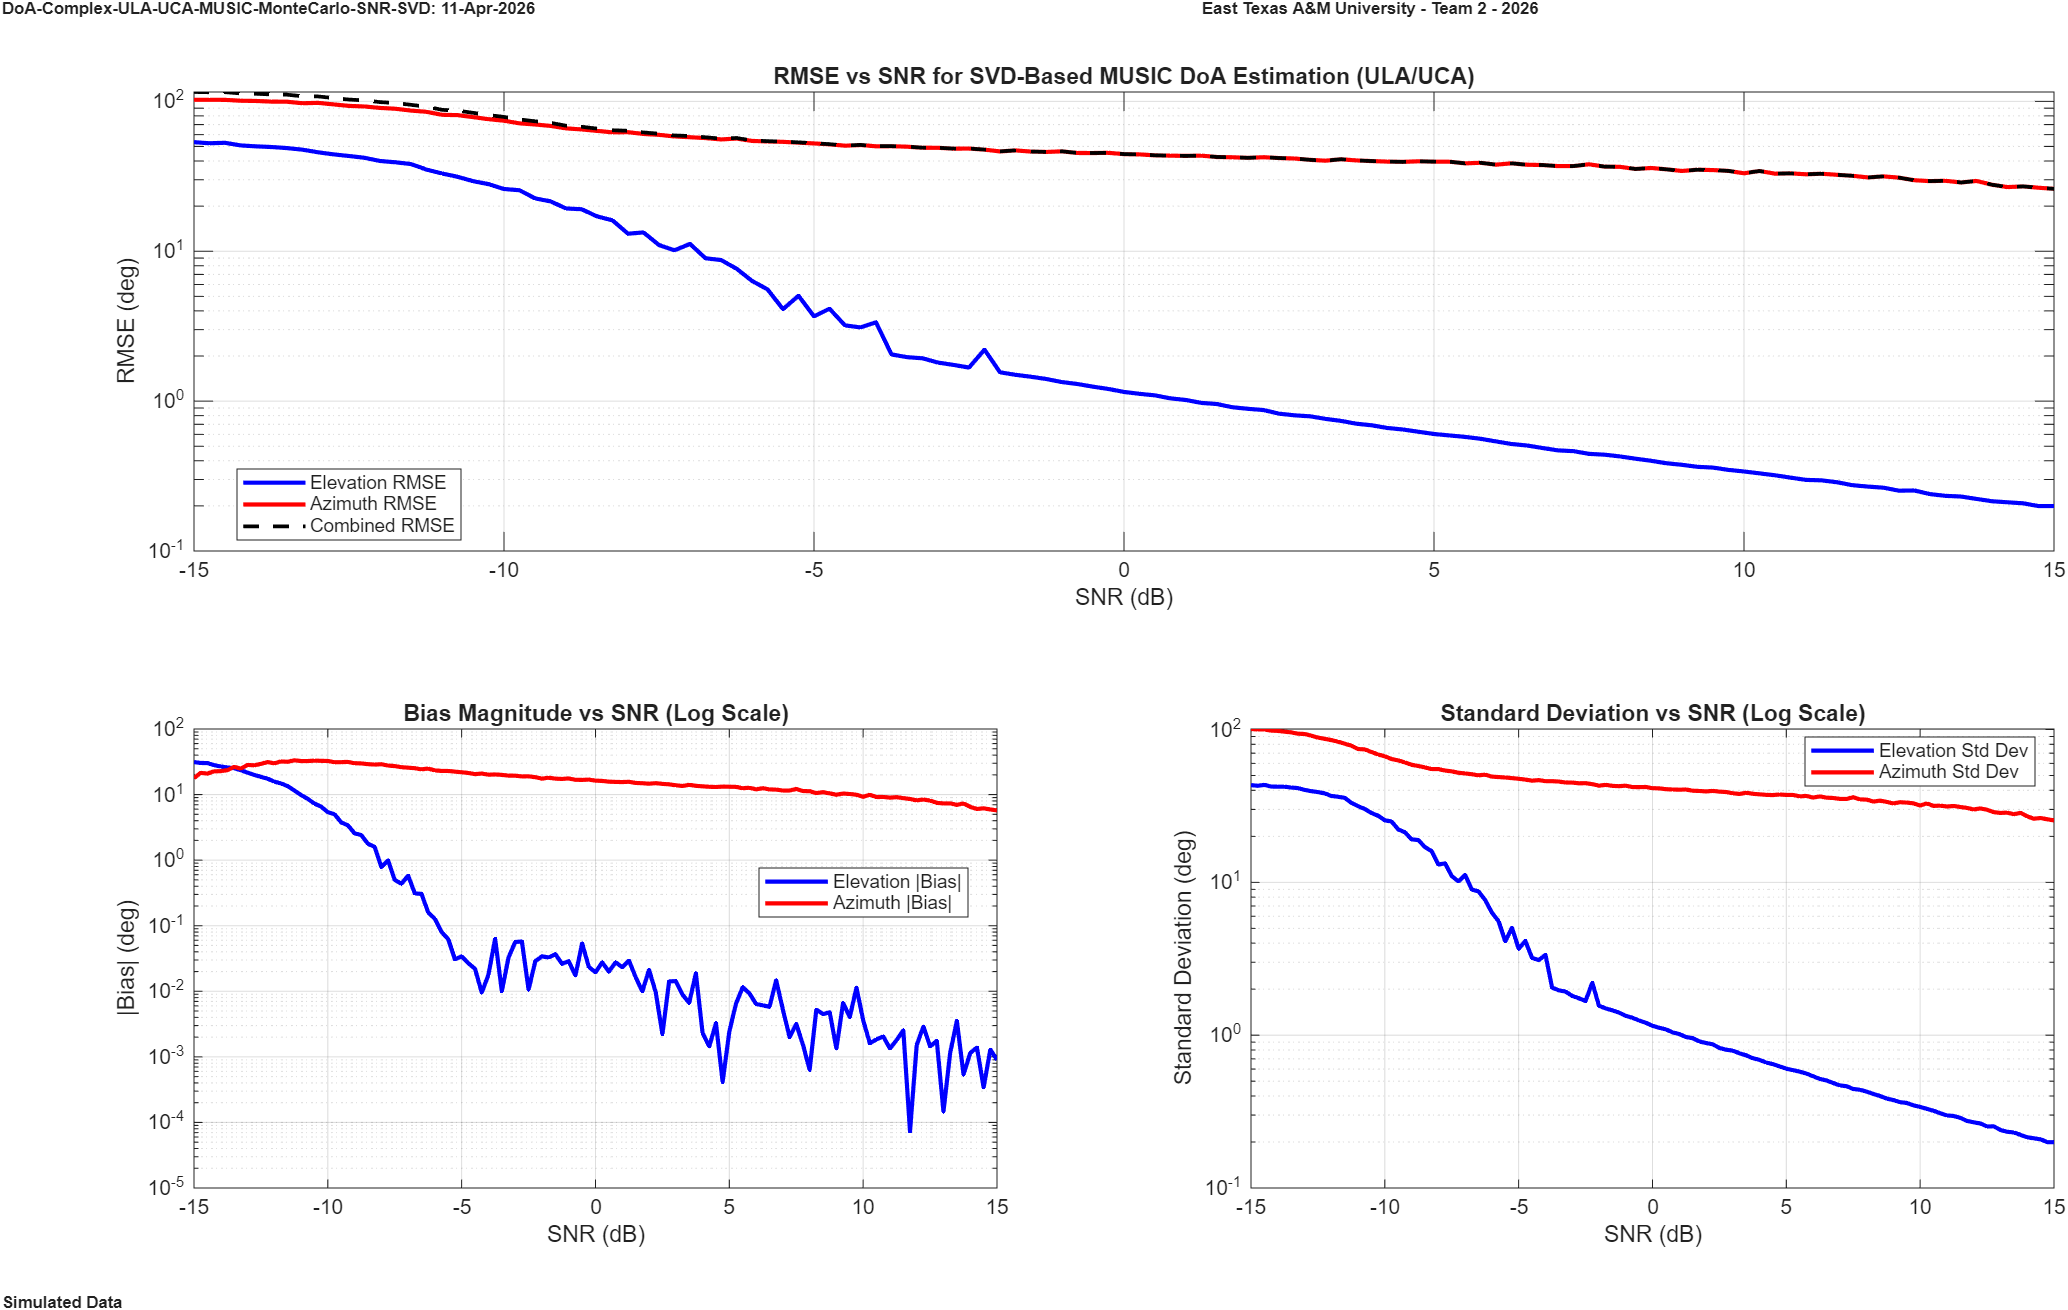 DoA-Complex-ULA-UCA-MUSIC-MonteCarlo-SNR-SVD: 11-Apr-2026
East Texas A&M University - Team 2 - 2026
RMSE vs SNR for SVD-Based MUSIC DoA Estimation (ULA/UCA)
RMSE (deg)
10^2
10^1
10^0
10^-1
Elevation RMSE
Azimuth RMSE
Combined RMSE
-15 -10 -5 0 5 10 15
SNR (dB)
Bias Magnitude vs SNR (Log Scale)
|Bias| (deg)
10^2
10^1
10^0
10^-1
10^-2
10^-3
10^-4
10^-5
Elevation |Bias|
Azimuth |Bias|
-15 -10 -5 0 5 10 15
SNR (dB)
Standard Deviation vs SNR (Log Scale)
Standard Deviation (deg)
10^2
10^1
10^0
10^-1
Elevation Std Dev
Azimuth Std Dev
-15 -10 -5 0 5 10 15
SNR (dB)
Simulated Data